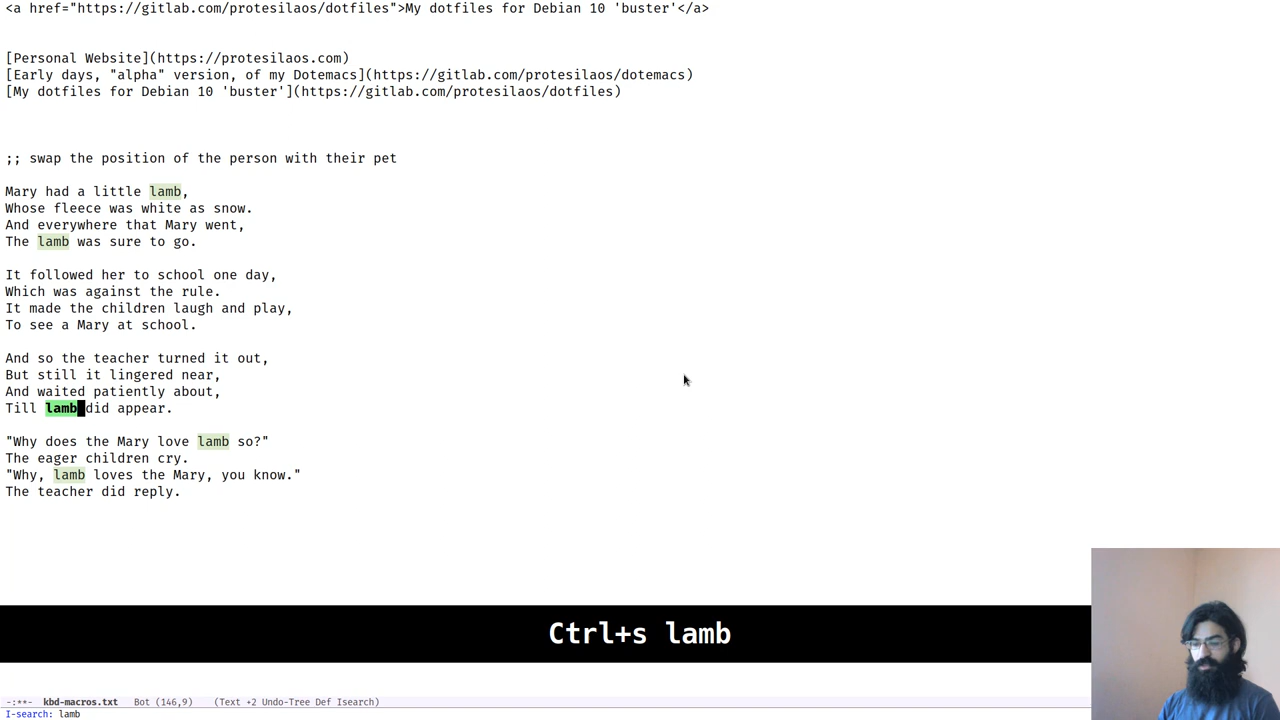 <a href="https://gitlab.com/protesilaos/dotfiles">My dotfiles for Debian 10 'buster'</a>
[Personal Website](https://protesilaos.com)
[Early days, "alpha" version, of my Dotemacs](https://gitlab.com/protesilaos/dotemacs)
[My dotfiles for Debian 10 'buster'](https://gitlab.com/protesilaos/dotfiles)
;; swap the position of the person with their pet
Mary had a little lamb,
Whose fleece was white as snow.
And everywhere that Mary went,
The lamb was sure to go.
It followed her to school one day,
Which was against the rule.
It made the children laugh and play,
To see a Mary at school.
And so the teacher turned it out,
But still it lingered near,
And waited patiently about,
Till lamb did appear.
"Why does the Mary love lamb so?"
The eager children cry.
"Why, lamb loves the Mary, you know."
The teacher did reply.
Ctrl+s lamb
-:**- kbd-macros.txt Bot (146,9) (Text +2 Undo-Tree Def Isearch)
I-search: lamb